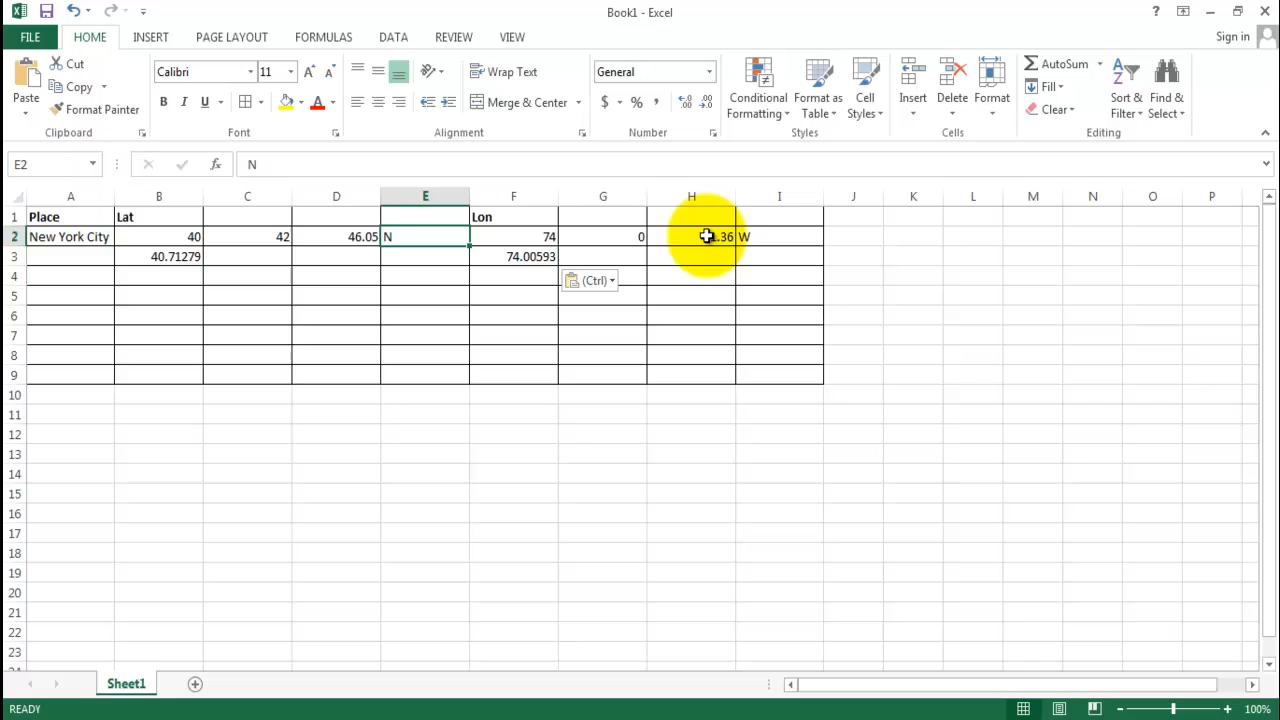 Book1 - Excel
FILE HOME INSERT PAGE LAYOUT FORMULAS DATA REVIEW VIEW Sign in
Paste
Cut
Copy
Format Painter
Clipboard
Calibri 11
B I U
Font
Wrap Text
Merge & Center
Alignment
General
$ % ,
Number
Conditional Formatting
Format as Table
Cell Styles
Styles
Insert
Delete
Format
Cells
AutoSum
Fill
Clear
Sort & Filter
Find & Select
Editing
E2 fx N
A B C D E F G H I J K L M N O P
1 Place Lat Lon
2 New York City 40 42 46.05 N 74 0 .36 W
3 40.71279 74.00593
(Ctrl)
4
5
6
7
8
9
10
11
12
13
14
15
16
17
18
19
20
21
22
23
Sheet1
READY 100%